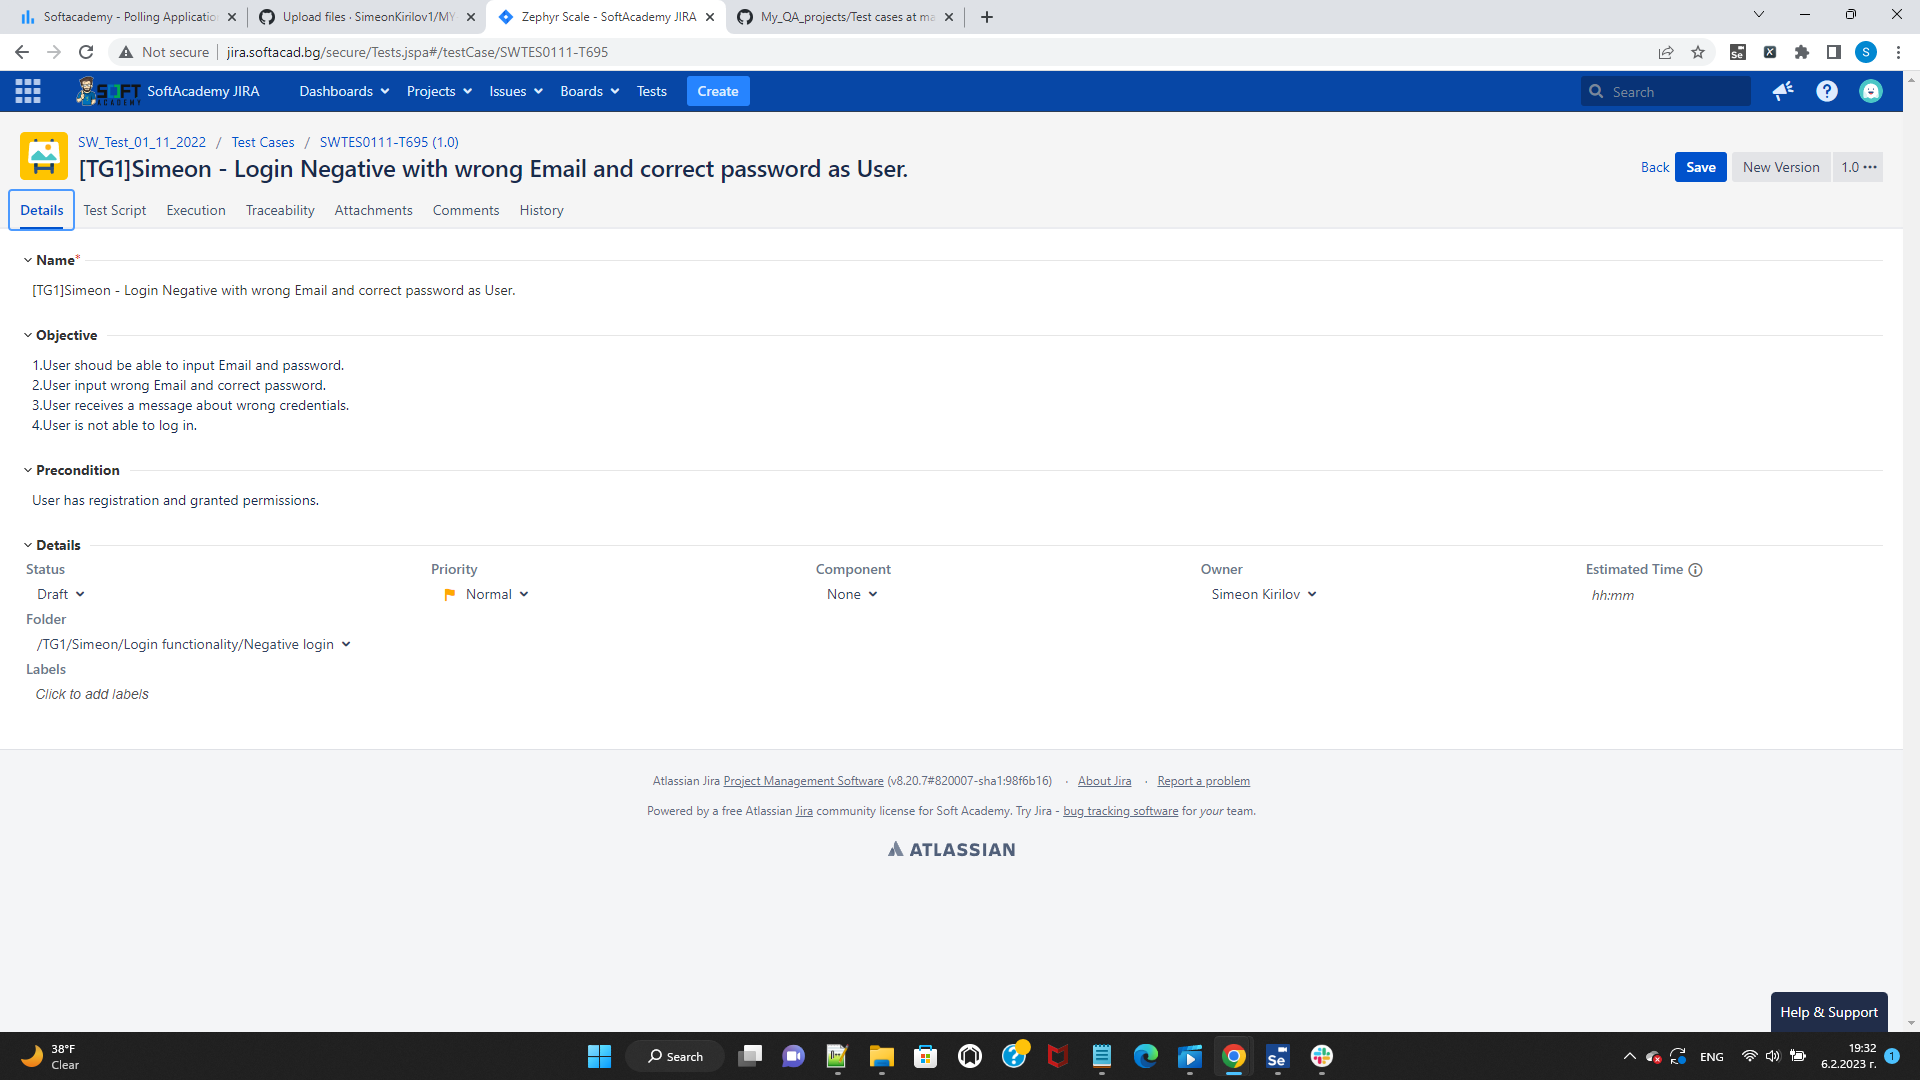 Softacademy - Polling Applicatio
Upload files · SimeonKirilov1/MY
Zephyr Scale - SoftAcademy JIRA
My_QA_projects/Test cases at ma
Not secure
jira.softacad.bg/secure/Tests.jspa#/testCase/SWTES0111-T695
Se
X
S
SOFT
ACADEMY
SoftAcademy JIRA
Dashboards
Projects
Issues
Boards
Tests
Create
Search
SW_Test_01_11_2022 / Test Cases / SWTES0111-T695 (1.0)
[TG1]Simeon - Login Negative with wrong Email and correct password as User.
Back
Save
New Version
1.0 •••
Details
Test Script
Execution
Traceability
Attachments
Comments
History
Name*
[TG1]Simeon - Login Negative with wrong Email and correct password as User.
Objective
1.User shoud be able to input Email and password.
2.User input wrong Email and correct password.
3.User receives a message about wrong credentials.
4.User is not able to log in.
Precondition
User has registration and granted permissions.
Details
Status
Priority
Component
Owner
Estimated Time
Draft
Normal
None
Simeon Kirilov
hh:mm
Folder
/TG1/Simeon/Login functionality/Negative login
Labels
Click to add labels
Atlassian Jira Project Management Software (v8.20.7#820007-sha1:98f6b16) · About Jira · Report a problem
Powered by a free Atlassian Jira community license for Soft Academy. Try Jira - bug tracking software for your team.
ATLASSIAN
Help & Support
38°F
Clear
Search
Se
ENG
19:32
6.2.2023 г.
1